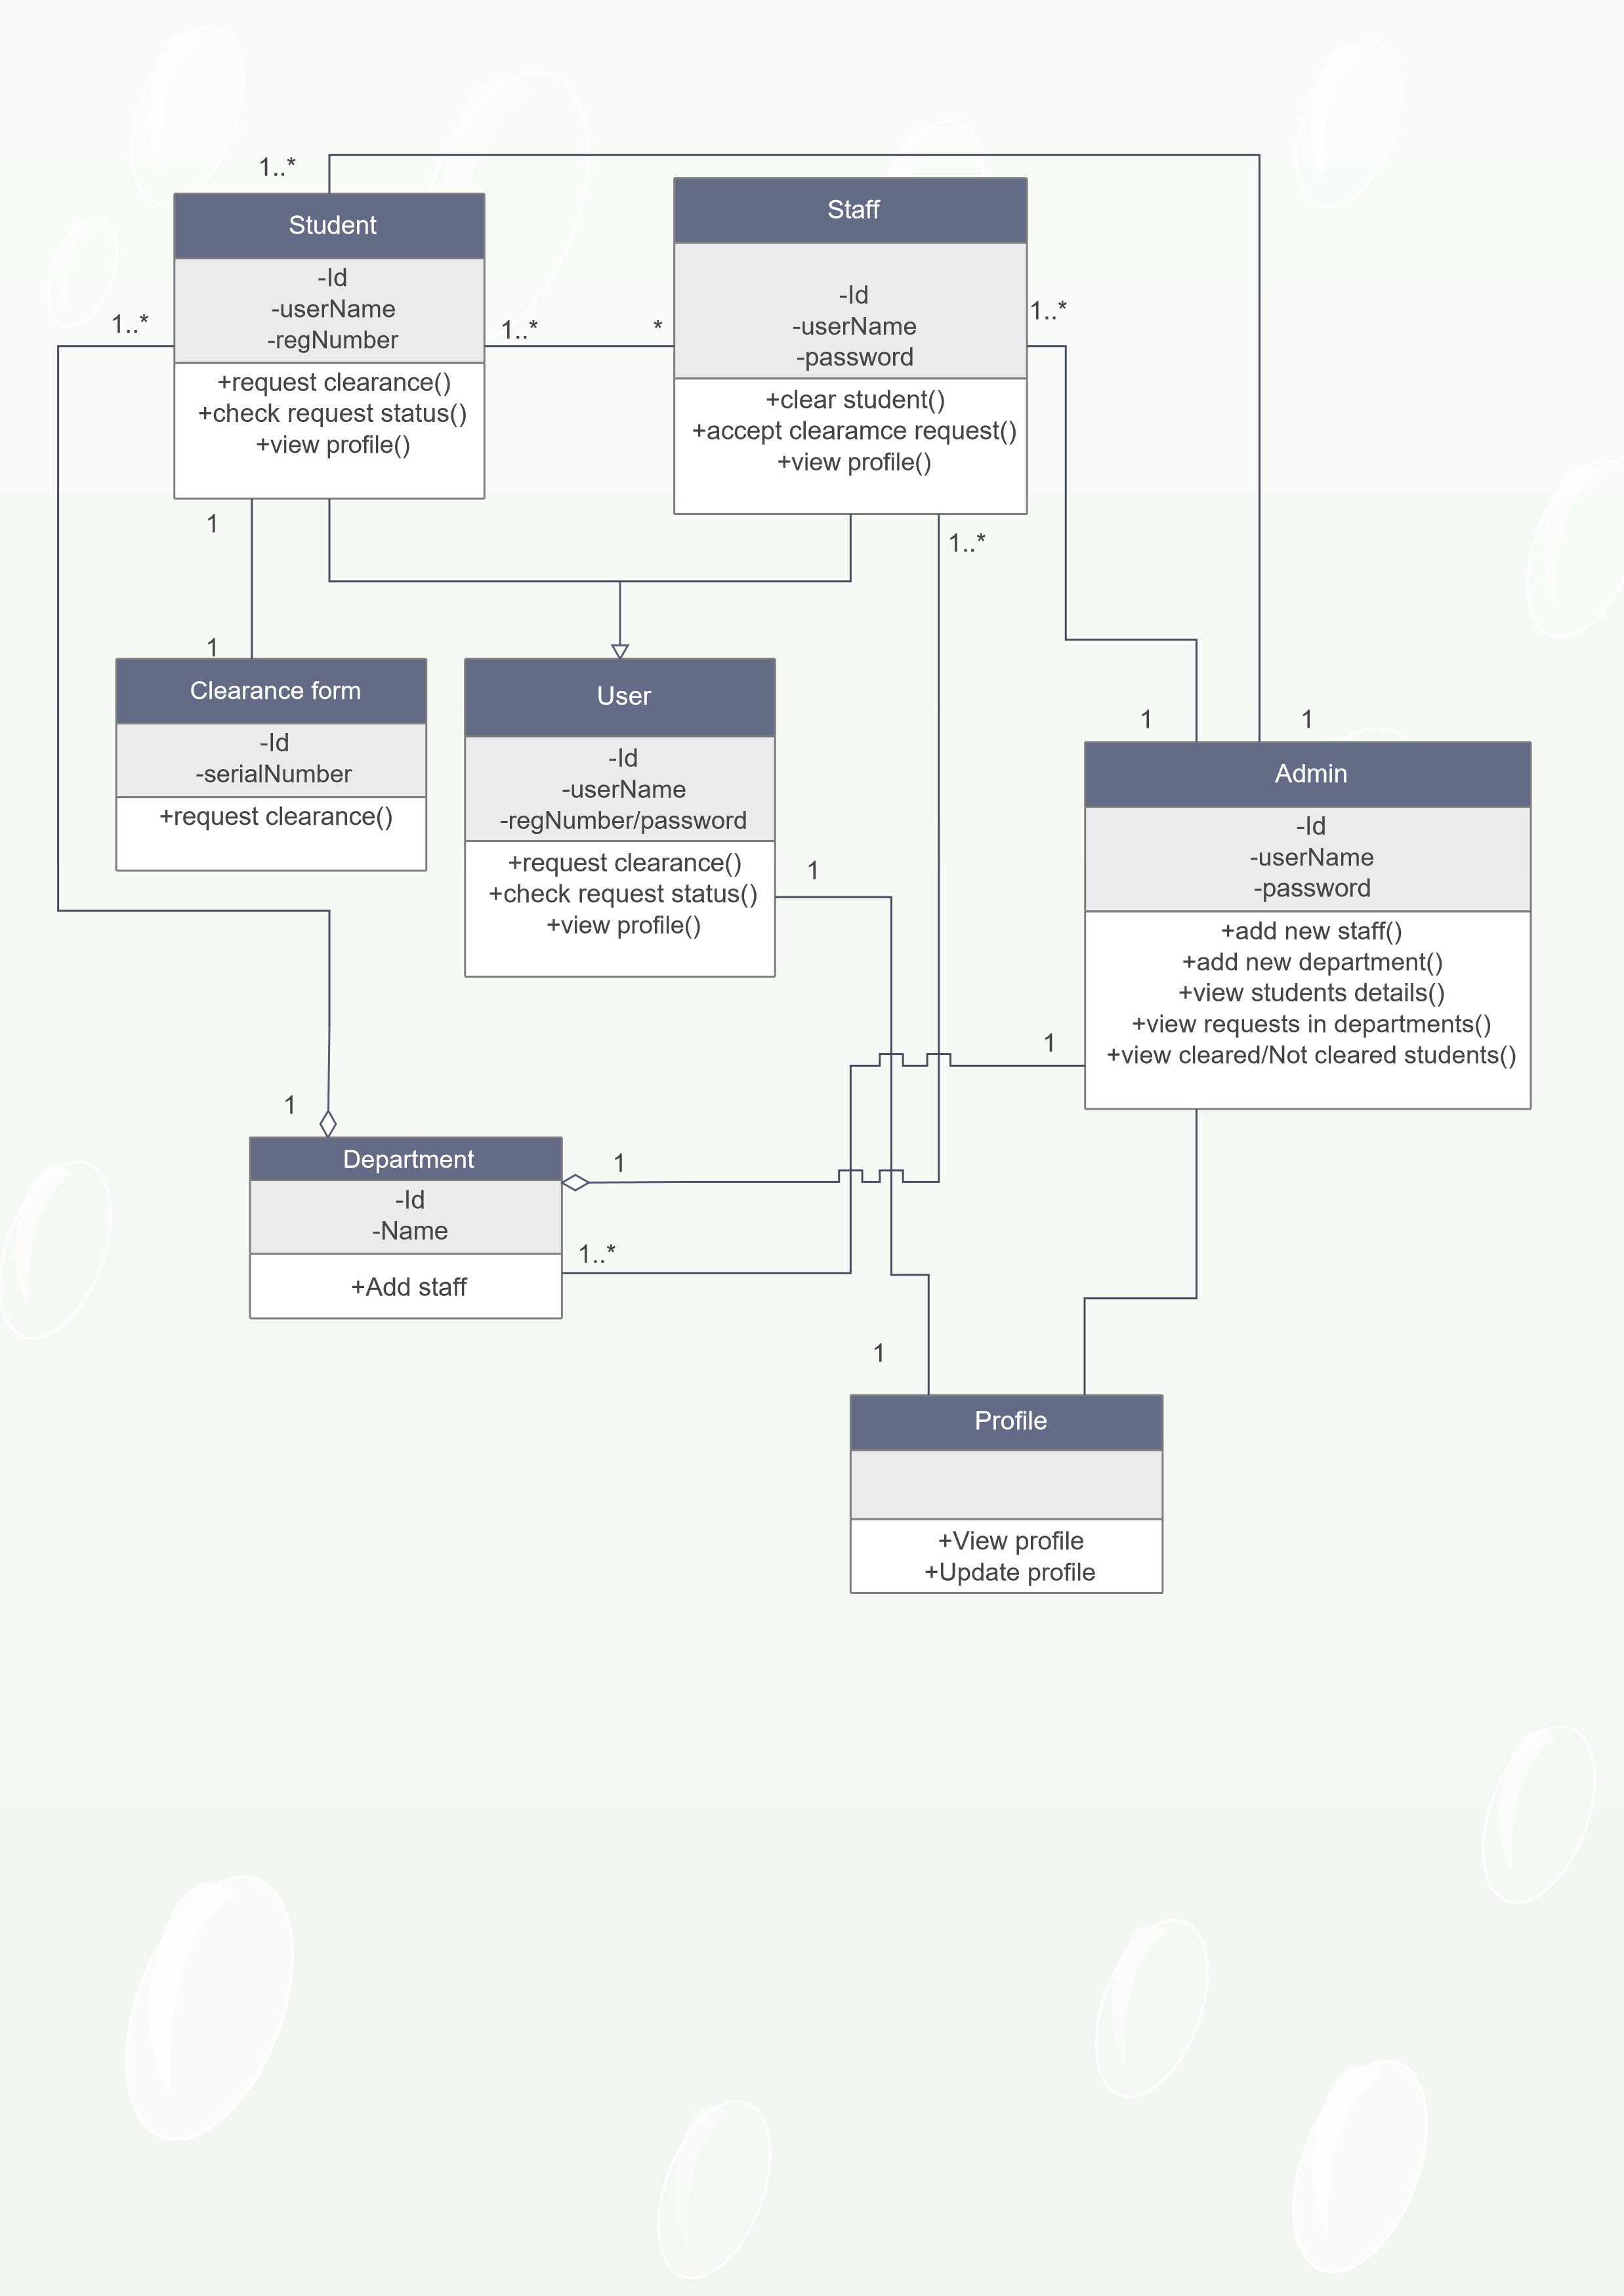 1..*
Student
-Id
-userName
-regNumber
+request clearance()
+check request status()
+view profile()
1..*
1..*
*
Staff
-Id
-userName
-password
+clear student()
+accept clearamce request()
+view profile()
1..*
1
1..*
1
Clearance form
-Id
-serialNumber
+request clearance()
User
-Id
-userName
-regNumber/password
+request clearance()
+check request status()
+view profile()
1
1
1
Admin
-Id
-userName
-password
+add new staff()
+add new department()
+view students details()
+view requests in departments()
+view cleared/Not cleared students()
1
1
Department
-Id
-Name
+Add staff
1
1..*
1
Profile
+View profile
+Update profile